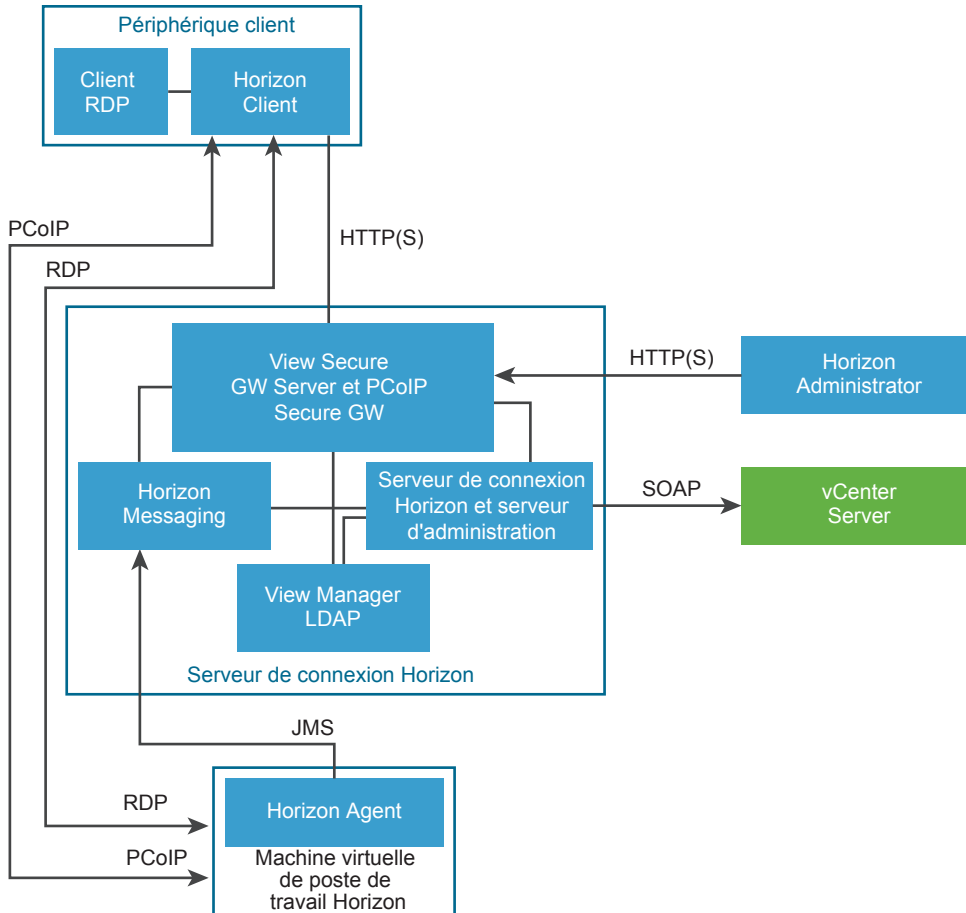 Périphérique client
Client
RDP
Horizon
Client
PCoIP
HTTP(S)
RDP
View Secure
GW Server et PCoIP
Secure GW
HTTP(S)
Horizon
Administrator
Horizon
Messaging
Serveur de connexion
Horizon et serveur
d'administration
SOAP
vCenter
Server
View Manager
LDAP
Serveur de connexion Horizon
JMS
RDP
Horizon Agent
PCoIP
Machine virtuelle
de poste de
travail Horizon